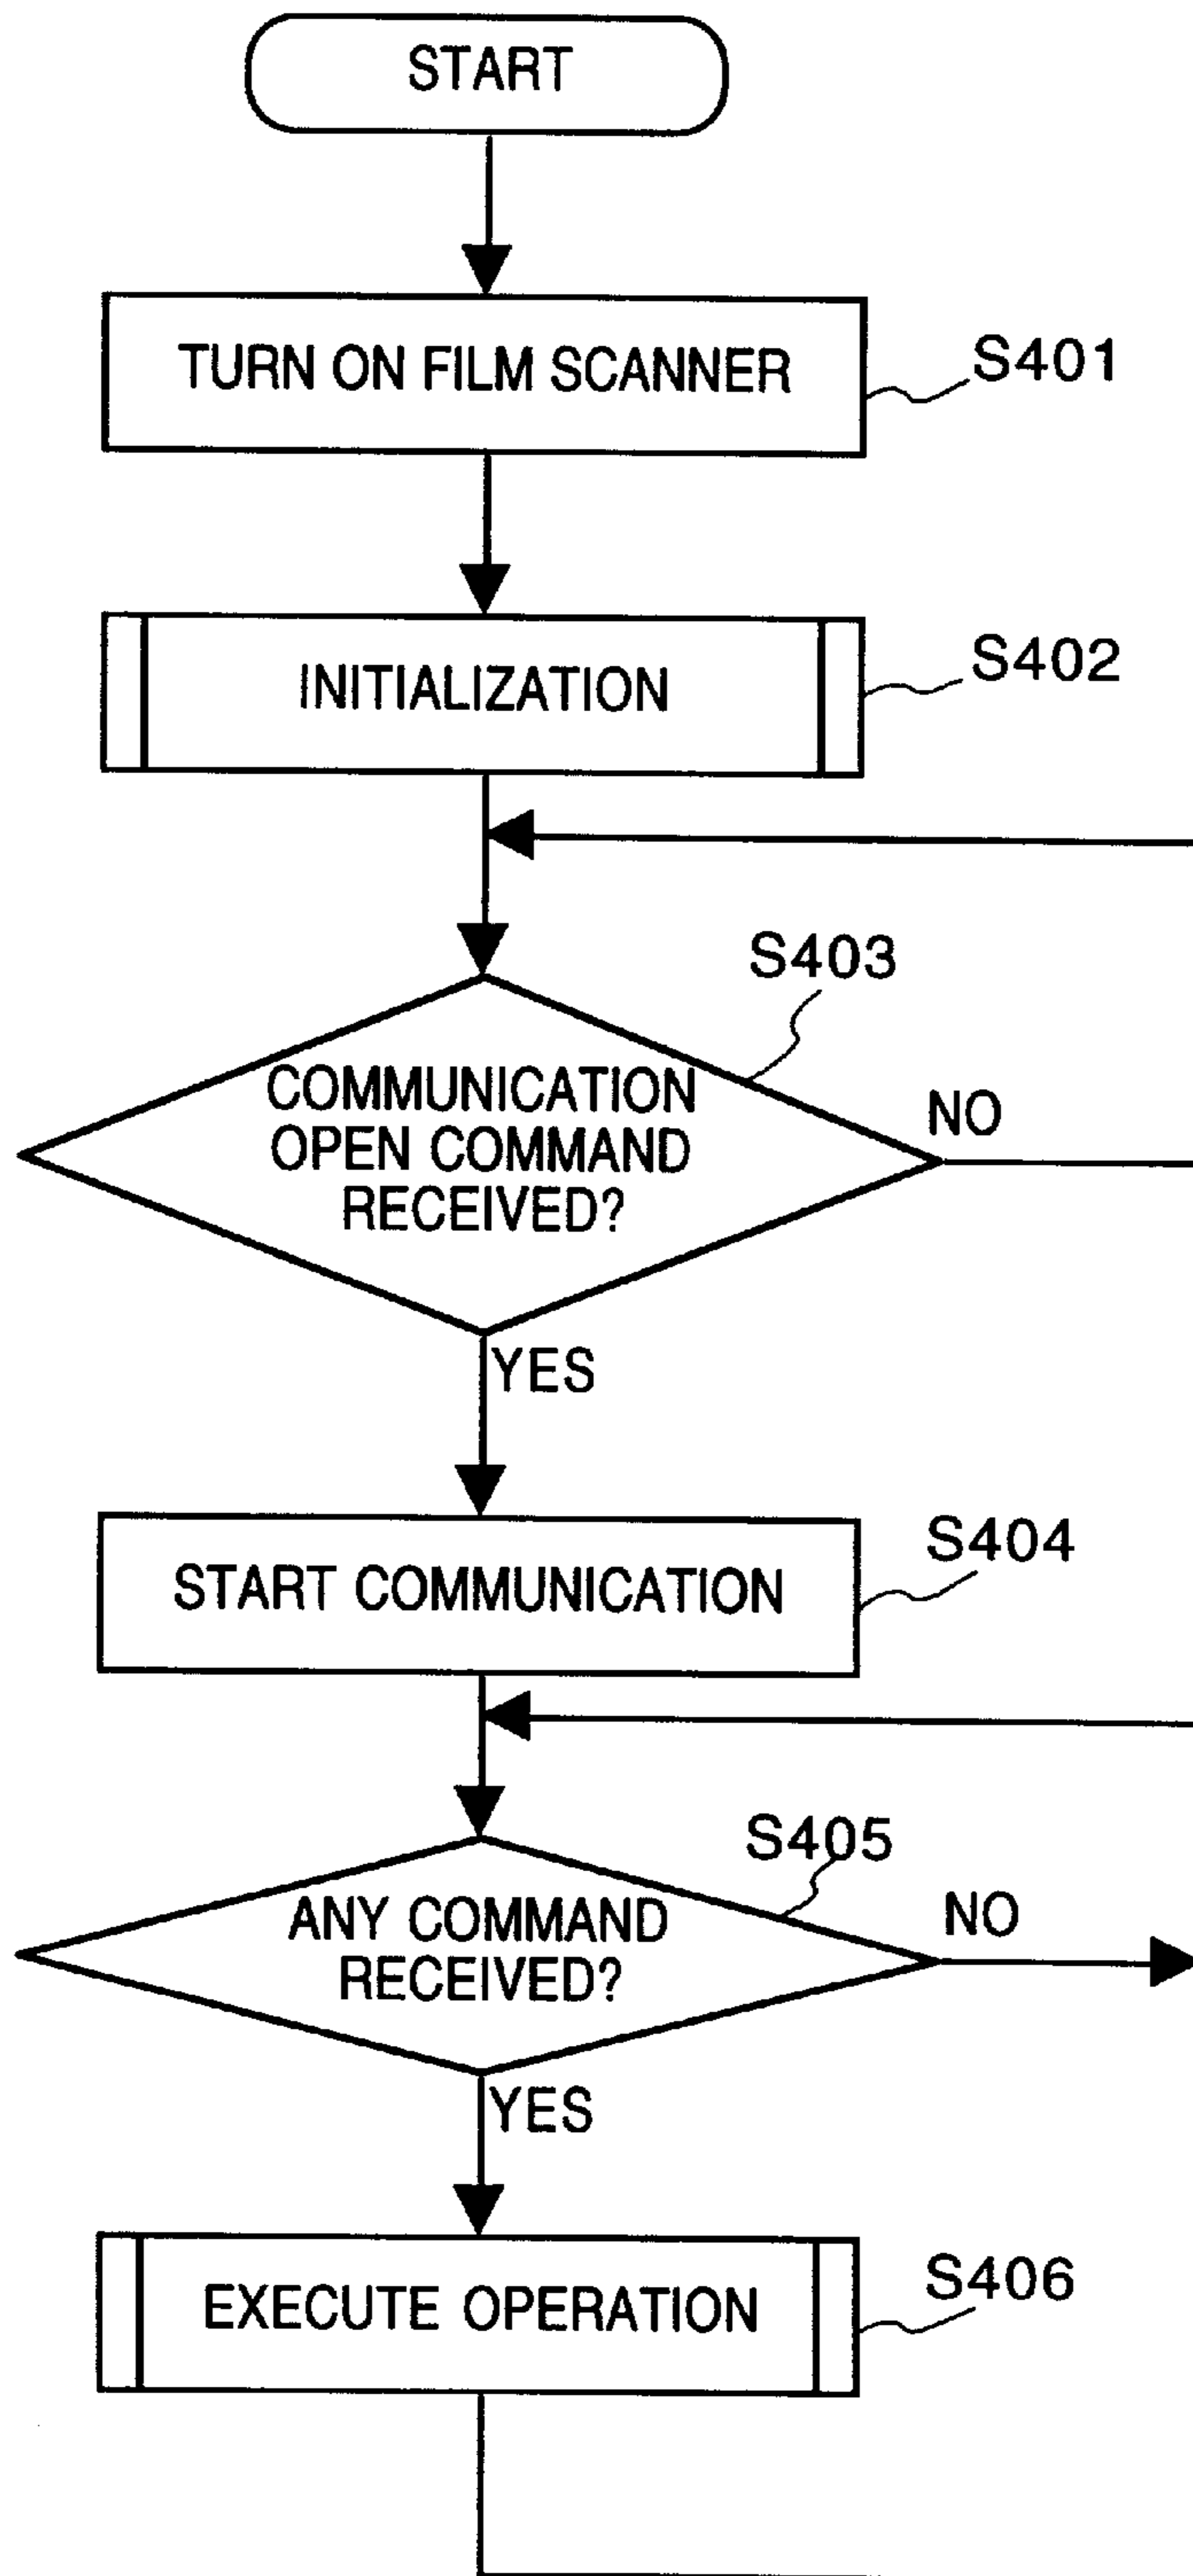 START
TURN ON FILM SCANNER
S401
INITIALIZATION
S402
S403
COMMUNICATION
OPEN COMMAND
RECEIVED?
NO
YES
START COMMUNICATION
S404
S405
ANY COMMAND
RECEIVED?
NO
YES
EXECUTE OPERATION
S406